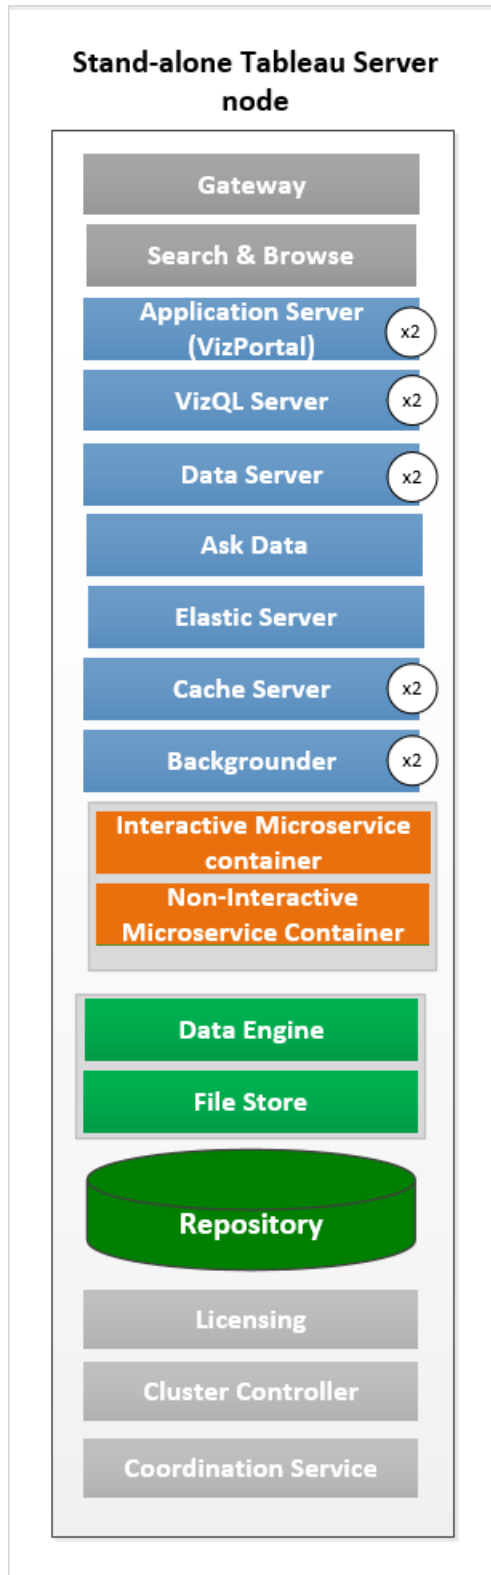 Stand-alone Tableau Server
node
Gateway
Search & Browse
Application Server
(VizPortal)
x2
VizQL Server
x2
Data Server
x2
Ask Data
Elastic Server
Cache Server
x2
Backgrounder
x2
Interactive Microservice
container
Non-Interactive
Microservice Container
Data Engine
File Store
Repository
Licensing
Cluster Controller
Coordination Service